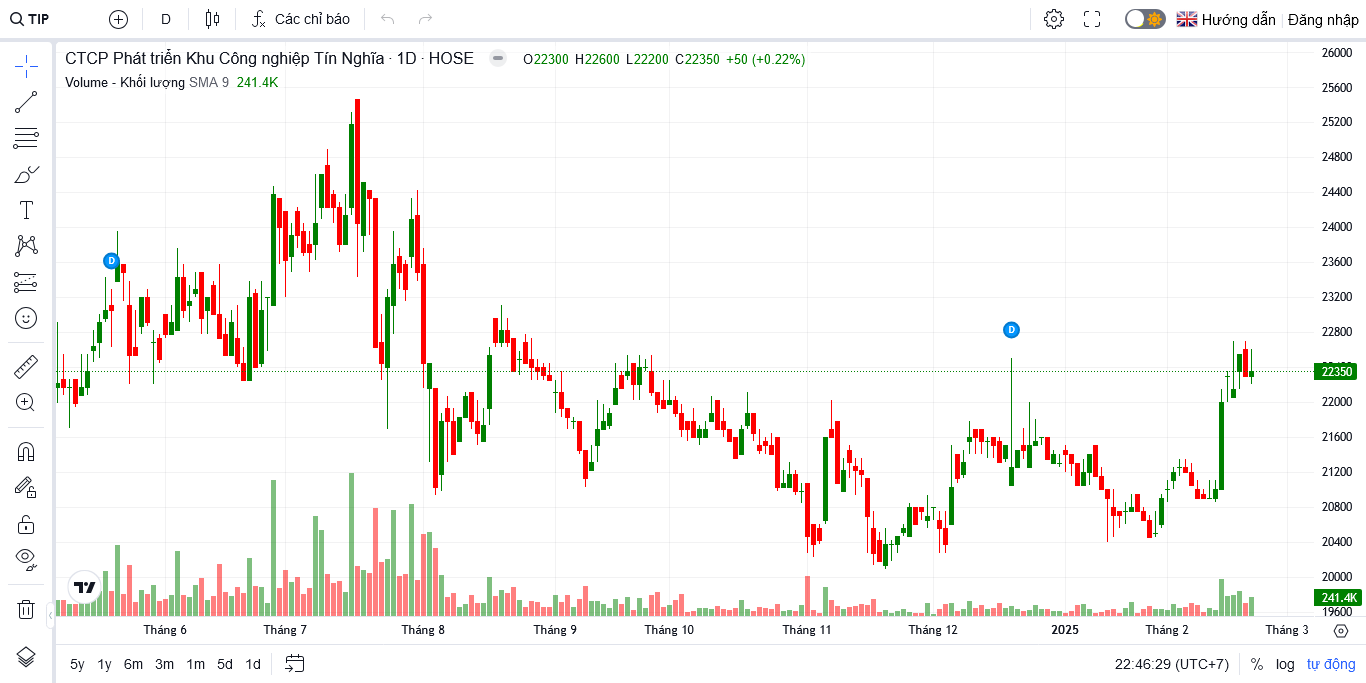 TIP D Các chỉ báo Hướng dẫn Đăng nhập
CTCP Phát triển Khu Công nghiệp Tín Nghĩa · 1D · HOSE O22300 H22600 L22200 C22350 +50 (+0.22%)
Volume - Khối lượng SMA 9 241.4K
26000
25600
25200
24800
24400
24000
23600
23200
22800
22350
22000
21600
21200
20800
20400
20000
241.4K
19600
D
D
Tháng 6 Tháng 7 Tháng 8 Tháng 9 Tháng 10 Tháng 11 Tháng 12 2025 Tháng 2 Tháng 3
5y 1y 6m 3m 1m 5d 1d 22:46:29 (UTC+7) % log tự động